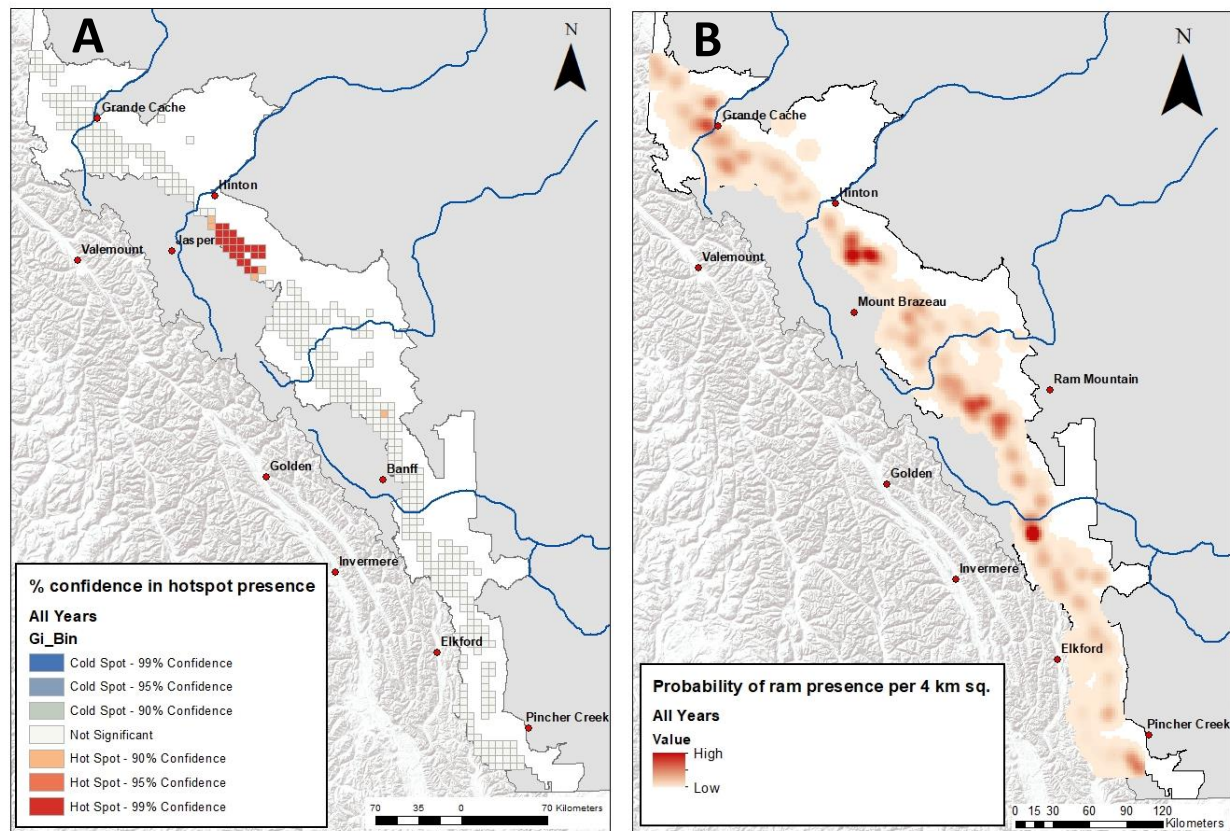 A
N
Grande Cache
Hinton
Jasper
Valemount
Golden
Banff
Invermere
Elkford
Pincher Creek
% confidence in hotspot presence
All Years
Gi_Bin
Cold Spot - 99% Confidence
Cold Spot - 95% Confidence
Cold Spot - 90% Confidence
Not Significant
Hot Spot - 90% Confidence
Hot Spot - 95% Confidence
Hot Spot - 99% Confidence
70 35 0 70 Kilometers
B
N
Grande Cache
Hinton
Valemount
Mount Brazeau
Ram Mountain
Golden
Invermere
Elkford
Pincher Creek
Probability of ram presence per 4 km sq.
All Years
Value
High
Low
0 15 30 60 90 120
Kilometers